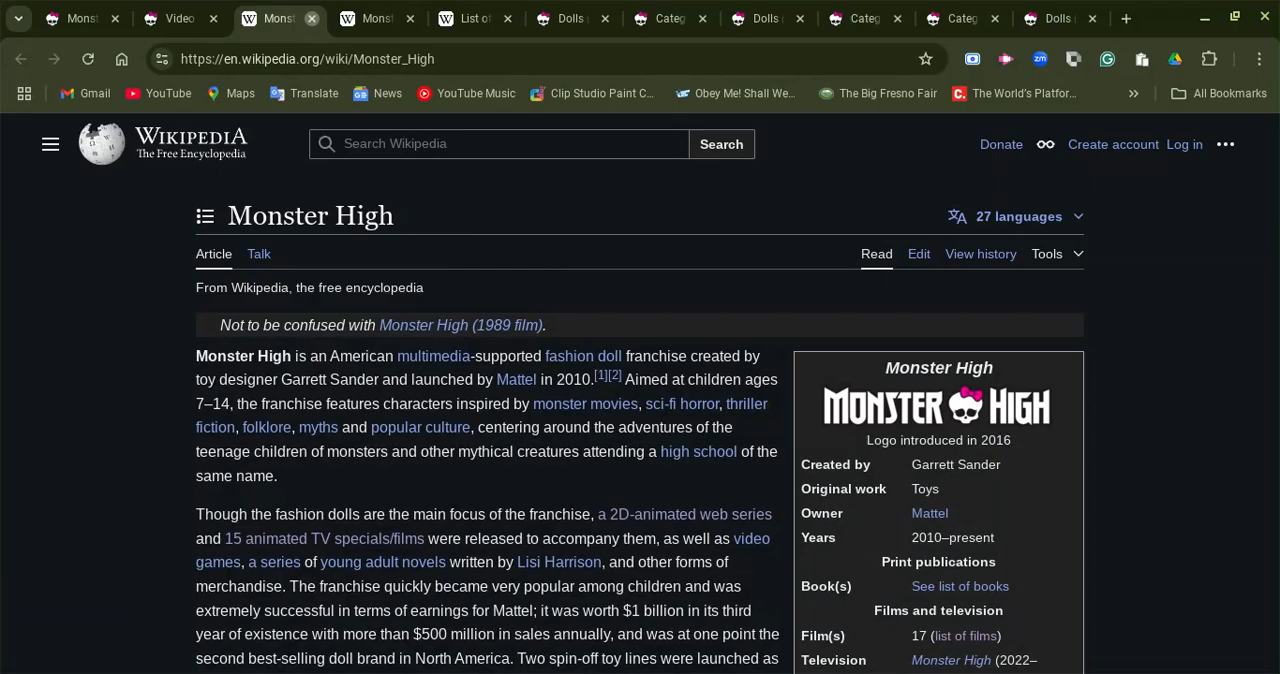 Monst
Video
Monst
Monst
List of
Dolls
Categ
Dolls
Categ
Categ
Dolls
https://en.wikipedia.org/wiki/Monster_High
Gmail
YouTube
Maps
Translate
News
YouTube Music
Clip Studio Paint C...
Obey Me! Shall We...
The Big Fresno Fair
The World's Platfor...
All Bookmarks
WIKIPEDIA
The Free Encyclopedia
Search Wikipedia
Search
Donate
Create account
Log in
Monster High
27 languages
Article
Talk
Read
Edit
View history
Tools
From Wikipedia, the free encyclopedia
Not to be confused with Monster High (1989 film).
Monster High is an American multimedia-supported fashion doll franchise created by
toy designer Garrett Sander and launched by Mattel in 2010.[1][2] Aimed at children ages
7–14, the franchise features characters inspired by monster movies, sci-fi horror, thriller
fiction, folklore, myths and popular culture, centering around the adventures of the
teenage children of monsters and other mythical creatures attending a high school of the
same name.
Though the fashion dolls are the main focus of the franchise, a 2D-animated web series
and 15 animated TV specials/films were released to accompany them, as well as video
games, a series of young adult novels written by Lisi Harrison, and other forms of
merchandise. The franchise quickly became very popular among children and was
extremely successful in terms of earnings for Mattel; it was worth $1 billion in its third
year of existence with more than $500 million in sales annually, and was at one point the
second best-selling doll brand in North America. Two spin-off toy lines were launched as
Monster High
MONSTER HIGH
Logo introduced in 2016
Created by Garrett Sander
Original work Toys
Owner Mattel
Years 2010–present
Print publications
Book(s) See list of books
Films and television
Film(s) 17 (list of films)
Television Monster High (2022–